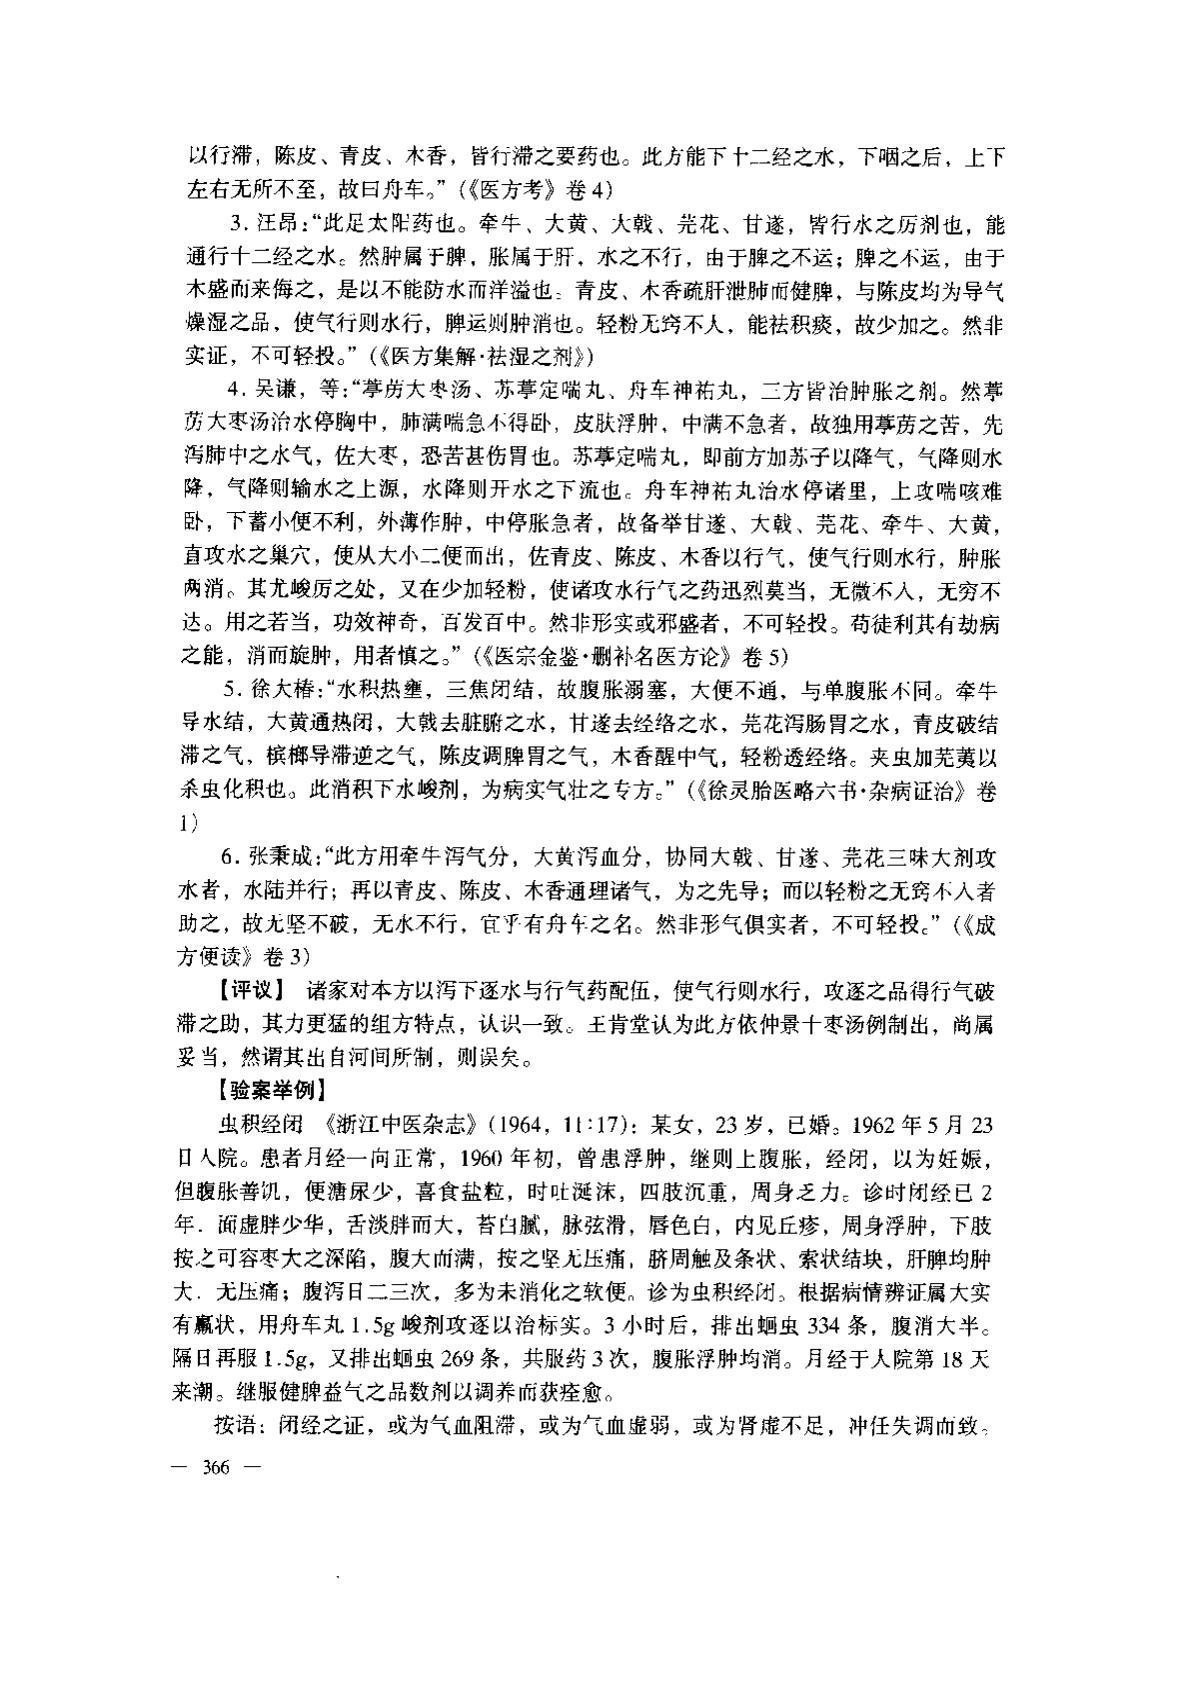 以行滞，陈皮、青皮、木香，皆行滞之要药也。此方能下十二经之水，下咽之后，上下
左右无所不至，故曰舟车。”（《医方考》卷4）
3. 汪昂：“此足太阳药也。牵牛、大黄、大戟、芫花、甘遂，皆行水之厉剂也，能
通行十二经之水。然肿属于脾，胀属于肝，水之不行，由于脾之不运；脾之不运，由于
木盛而来侮之，是以不能防水而洋溢也。青皮、木香疏肝泄肺而健脾，与陈皮均为导气
燥湿之品，使气行则水行，脾运则肿消也。轻粉无窍不入，能祛积痰，故少加之。然非
实证，不可轻投。”（《医方集解·祛湿之剂》）
4. 吴谦，等：“葶苈大枣汤、苏葶定喘丸、舟车神祐丸，三方皆治肿胀之剂。然葶
苈大枣汤治水停胸中，肺满喘急不得卧，皮肤浮肿，中满不急者，故独用葶苈之苦，先
泻肺中之水气，佐大枣，恐苦甚伤胃也。苏葶定喘丸，即前方加苏子以降气，气降则水
降，气降则输水之上源，水降则开水之下流也。舟车神祐丸治水停诸里，上攻喘咳难
卧，下蓄小便不利，外薄作肿，中停胀急者，故备举甘遂、大戟、芫花、牵牛、大黄，
直攻水之巢穴，使从大小二便而出，佐青皮、陈皮、木香以行气，使气行则水行，肿胀
两消。其尤峻厉之处，又在少加轻粉，使诸攻水行气之药迅烈莫当，无微不入，无穷不
达。用之若当，功效神奇，百发百中。然非形实或邪盛者，不可轻投。苟徒利其有劫病
之能，消而旋肿，用者慎之。”（《医宗金鉴·删补名医方论》卷5）
5. 徐大椿：“水积热壅，三焦闭结，故腹胀溺塞，大便不通，与单腹胀不同。牵牛
导水结，大黄通热闭，大戟去脏腑之水，甘遂去经络之水，芫花泻肠胃之水，青皮破结
滞之气，槟榔导滞逆之气，陈皮调脾胃之气，木香醒中气，轻粉透经络。夹虫加芜荑以
杀虫化积也。此消积下水峻剂，为病实气壮之专方。”（《徐灵胎医略六书·杂病证治》卷
1）
6. 张秉成：“此方用牵牛泻气分，大黄泻血分，协同大戟、甘遂、芫花三味大剂攻
水者，水陆并行；再以青皮、陈皮、木香通理诸气，为之先导；而以轻粉之无窍不入者
助之，故无坚不破，无水不行，宜乎有舟车之名。然非形气俱实者，不可轻投。”（《成
方便读》卷3）
【评议】 诸家对本方以泻下逐水与行气药配伍，使气行则水行，攻逐之品得行气破
滞之助，其力更猛的组方特点，认识一致。王肯堂认为此方依仲景十枣汤例制出，尚属
妥当，然谓其出自河间所制，则误矣。
【验案举例】
虫积经闭 《浙江中医杂志》（1964，11∶17）：某女，23岁，已婚。1962年5月23
日入院。患者月经一向正常，1960年初，曾患浮肿，继则上腹胀，经闭，以为妊娠，
但腹胀善饥，便溏尿少，喜食盐粒，时吐涎沫，四肢沉重，周身乏力。诊时闭经已2
年．面虚胖少华，舌淡胖而大，苔白腻，脉弦滑，唇色白，内见丘疹，周身浮肿，下肢
按之可容枣大之深陷，腹大而满，按之坚无压痛，脐周触及条状、索状结块，肝脾均肿
大．无压痛；腹泻日二三次，多为未消化之软便。诊为虫积经闭。根据病情辨证属大实
有羸状，用舟车丸1.5g峻剂攻逐以治标实。3小时后，排出蛔虫334条，腹消大半。
隔日再服1.5g，又排出蛔虫269条，共服药3次，腹胀浮肿均消。月经于入院第18天
来潮。继服健脾益气之品数剂以调养而获痊愈。
按语：闭经之证，或为气血阻滞，或为气血虚弱，或为肾虚不足，冲任失调而致。
— 366 —